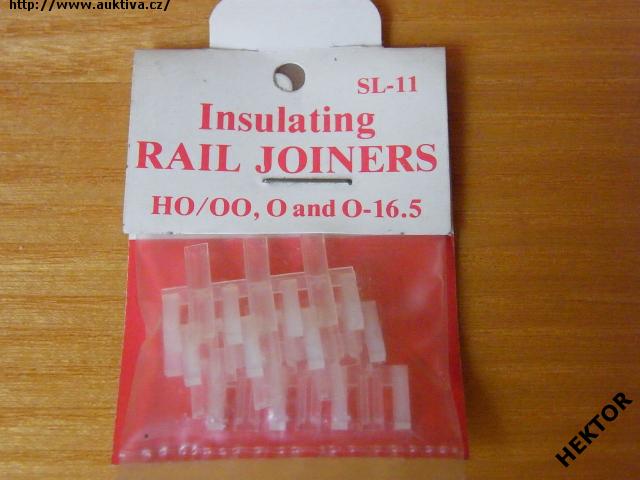 http://www.auktiva.cz/
SL-11
Insulating
RAIL JOINERS
HO/OO, O and O-16.5
HEKTOR